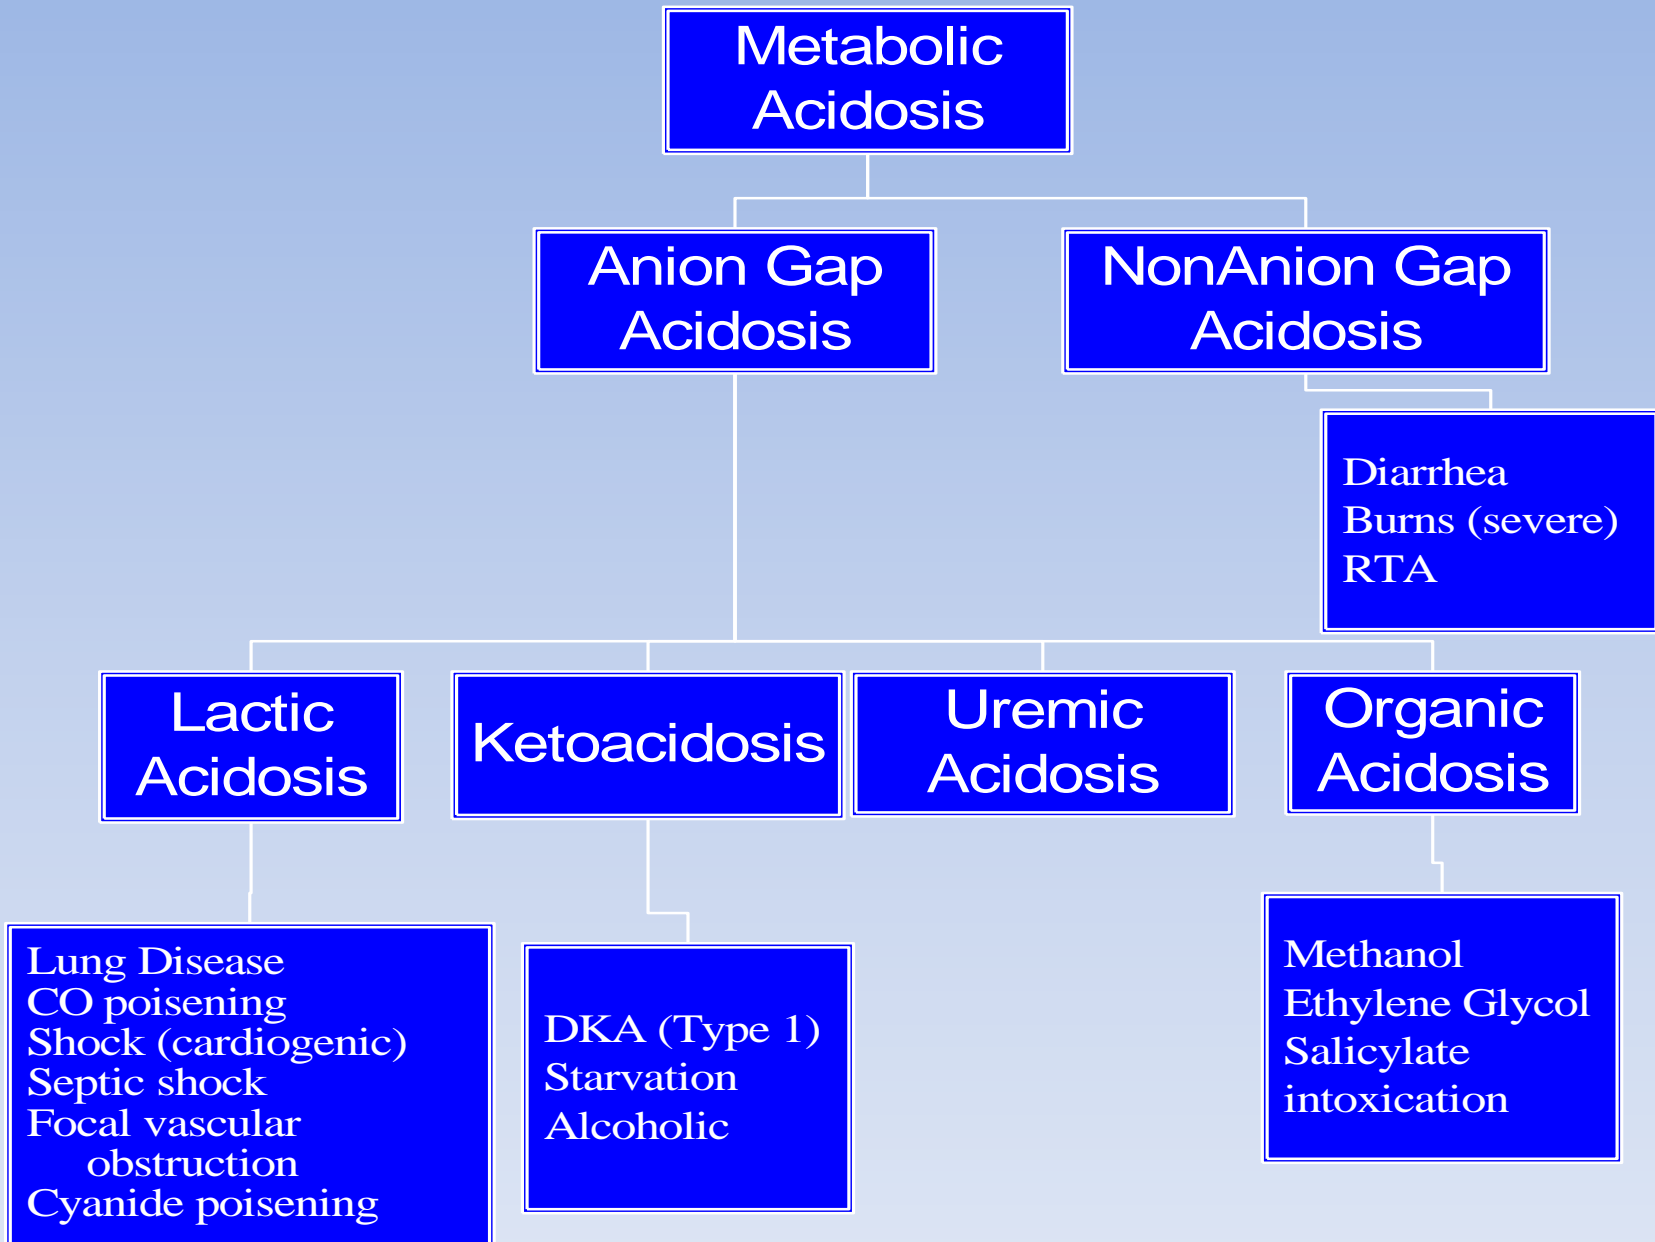 Metabolic
Acidosis
Anion Gap
Acidosis
NonAnion Gap
Acidosis
Diarrhea
Burns (severe)
RTA
Lactic
Acidosis
Ketoacidosis
Uremic
Acidosis
Organic
Acidosis
Lung Disease
CO poisening
Shock (cardiogenic)
Septic shock
Focal vascular
obstruction
Cyanide poisening
DKA (Type 1)
Starvation
Alcoholic
Methanol
Ethylene Glycol
Salicylate
intoxication